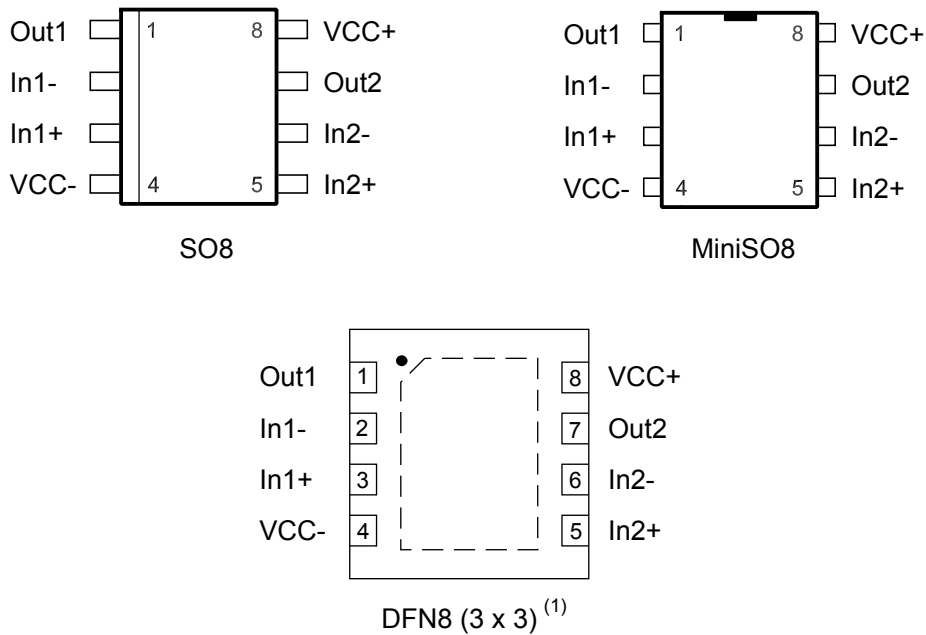 Out1 1 8 VCC+
In1- Out2
In1+ In2-
VCC- 4 5 In2+
SO8
Out1 1 8 VCC+
In1- Out2
In1+ In2-
VCC- 4 5 In2+
MiniSO8
Out1 1 8 VCC+
In1- 2 7 Out2
In1+ 3 6 In2-
VCC- 4 5 In2+
DFN8 (3 x 3) (1)